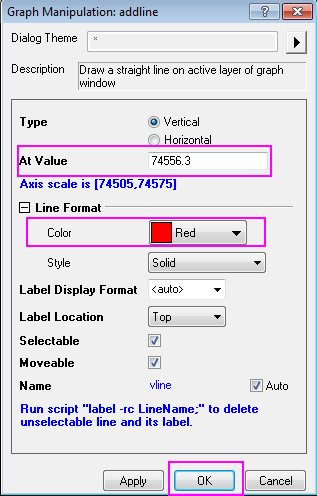 Graph Manipulation: addline
Dialog Theme *
Description Draw a straight line on active layer of graph
window
Type Vertical
Horizontal
At Value 74556.3
Axis scale is [74505,74575]
Line Format
Color Red
Style Solid
Label Display Format <auto>
Label Location Top
Selectable
Moveable
Name vline Auto
Run script "label -rc LineName;" to delete
unselectable line and its label.
Apply OK Cancel